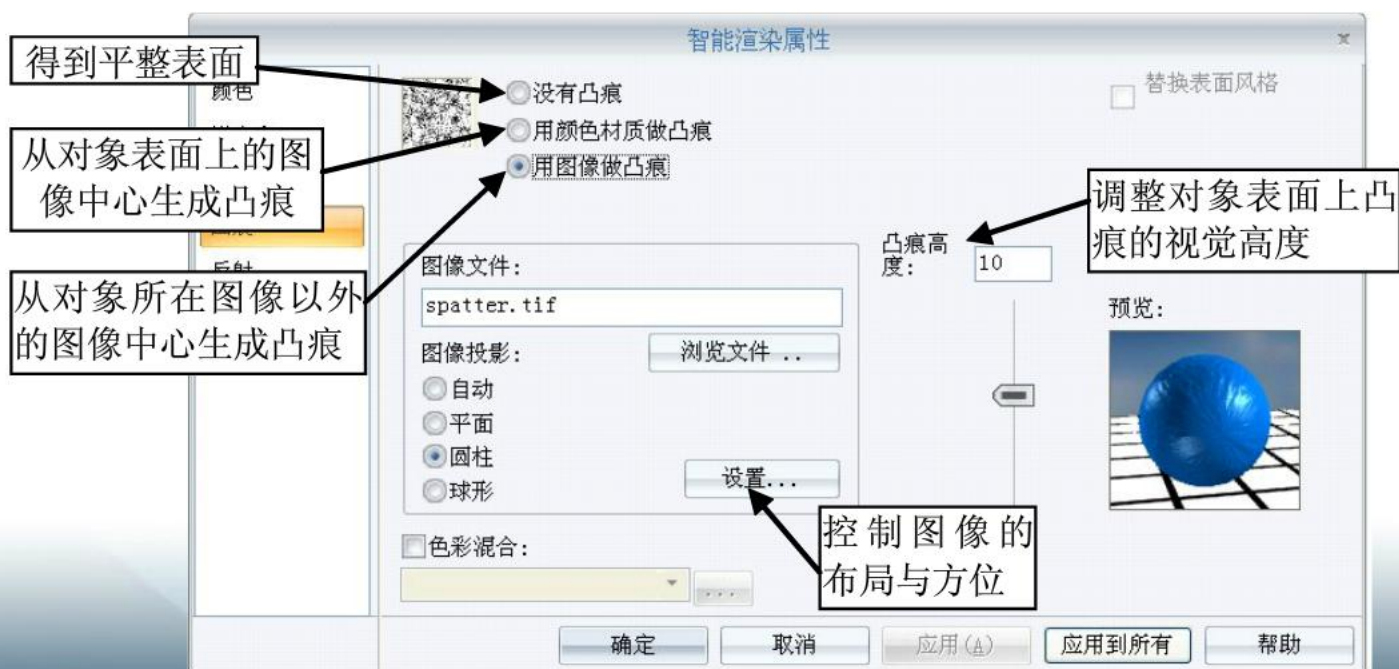 智能渲染属性
得到平整表面
颜色
没有凸痕
替换表面风格
用颜色材质做凸痕
从对象表面上的图
像中心生成凸痕
用图像做凸痕
调整对象表面上凸
痕的视觉高度
凸痕高
度:
10
反射
图像文件:
从对象所在图像以外
的图像中心生成凸痕
spatter.tif
预览:
图像投影:
浏览文件 ..
自动
平面
圆柱
设置...
球形
控制图像的
布局与方位
色彩混合:
...
确定
取消
应用(A)
应用到所有
帮助